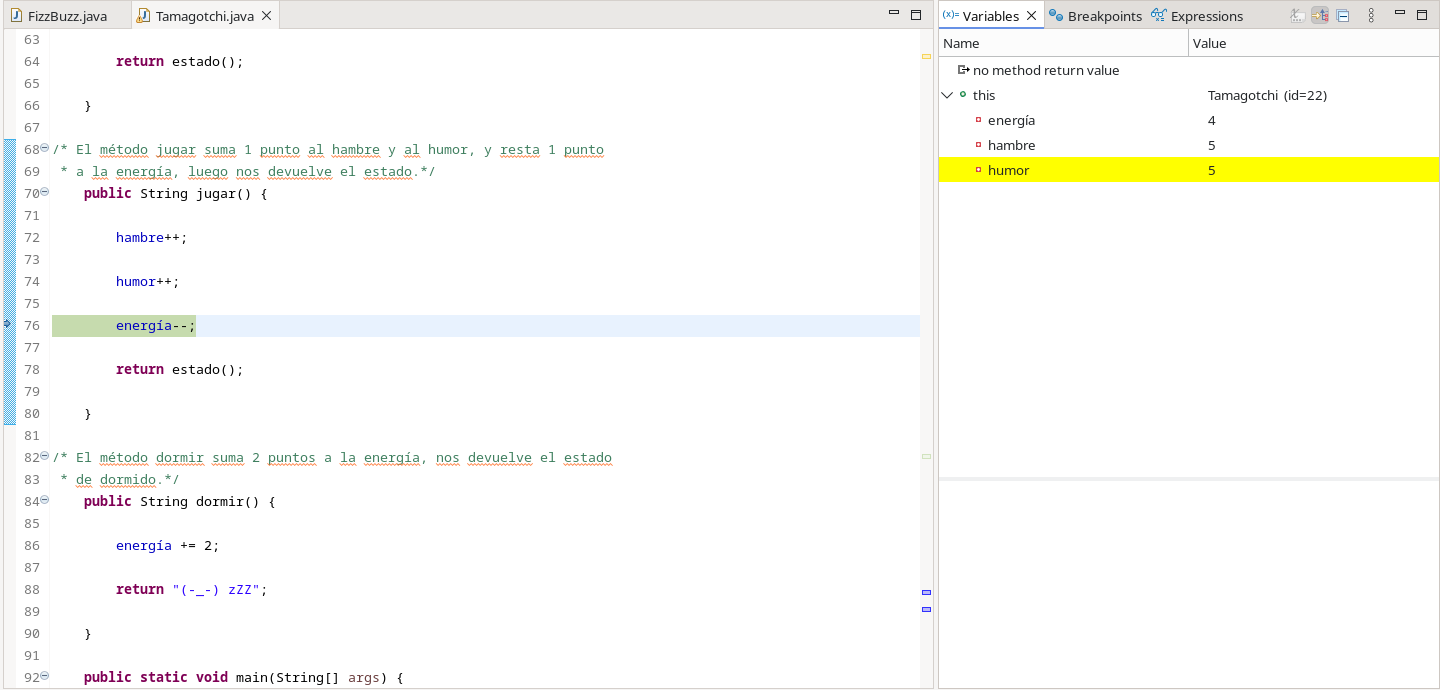 FizzBuzz.java
Tamagotchi.java
63
64 return estado();
65
66 }
67
68 /* El método jugar suma 1 punto al hambre y al humor, y resta 1 punto
69 * a la energía, luego nos devuelve el estado.*/
70 public String jugar() {
71
72 hambre++;
73
74 humor++;
75
76 energía--;
77
78 return estado();
79
80 }
81
82 /* El método dormir suma 2 puntos a la energía, nos devuelve el estado
83 * de dormido.*/
84 public String dormir() {
85
86 energía += 2;
87
88 return "(-_-) zZZ";
89
90 }
91
92 public static void main(String[] args) {
(x)= Variables Breakpoints Expressions
Name Value
no method return value
this Tamagotchi (id=22)
energía 4
hambre 5
humor 5